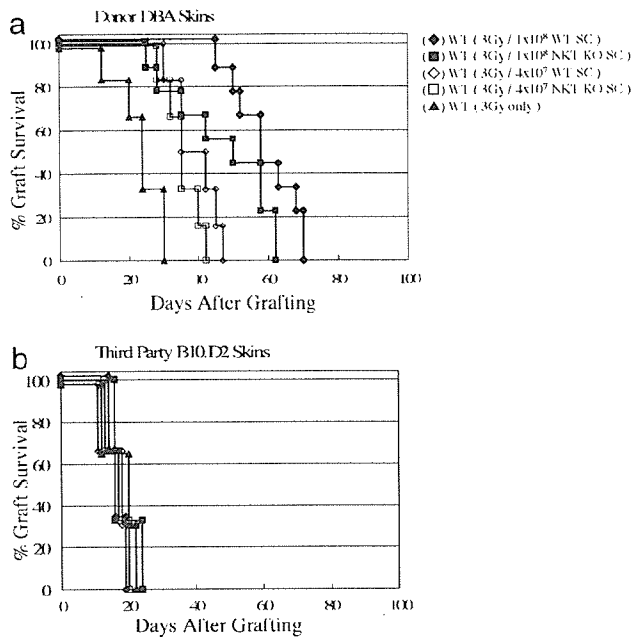 a
Donor DBA Skins
100
80
60
40
20
0
% Graft Survival
0 20 40 60 80 100
Days After Grafting
( ) WT ( 3Gy / 1x10⁸ WT SC )
( ) WT ( 3Gy / 1x10⁸ NKT KO SC )
( ) WT ( 3Gy / 4x10⁷ WT SC )
( ) WT ( 3Gy / 4x10⁷ NKT KO SC )
( ) WT ( 3Gy only )
b
Third Party B10.D2 Skins
100
80
60
40
20
0
% Graft Survival
0 20 40 60 80 100
Days After Grafting